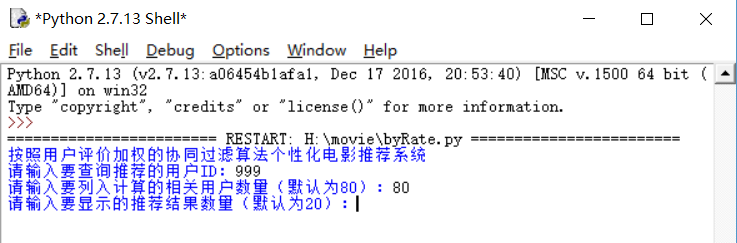 *Python 2.7.13 Shell*
File Edit Shell Debug Options Window Help
Python 2.7.13 (v2.7.13:a06454b1afa1, Dec 17 2016, 20:53:40) [MSC v.1500 64 bit (
AMD64)] on win32
Type "copyright", "credits" or "license()" for more information.
>>>
======================== RESTART: H:\movie\byRate.py ========================
按照用户评价加权的协同过滤算法个性化电影推荐系统
请输入要查询推荐的用户ID: 999
请输入要列入计算的相关用户数量（默认为80）: 80
请输入要显示的推荐结果数量（默认为20）: